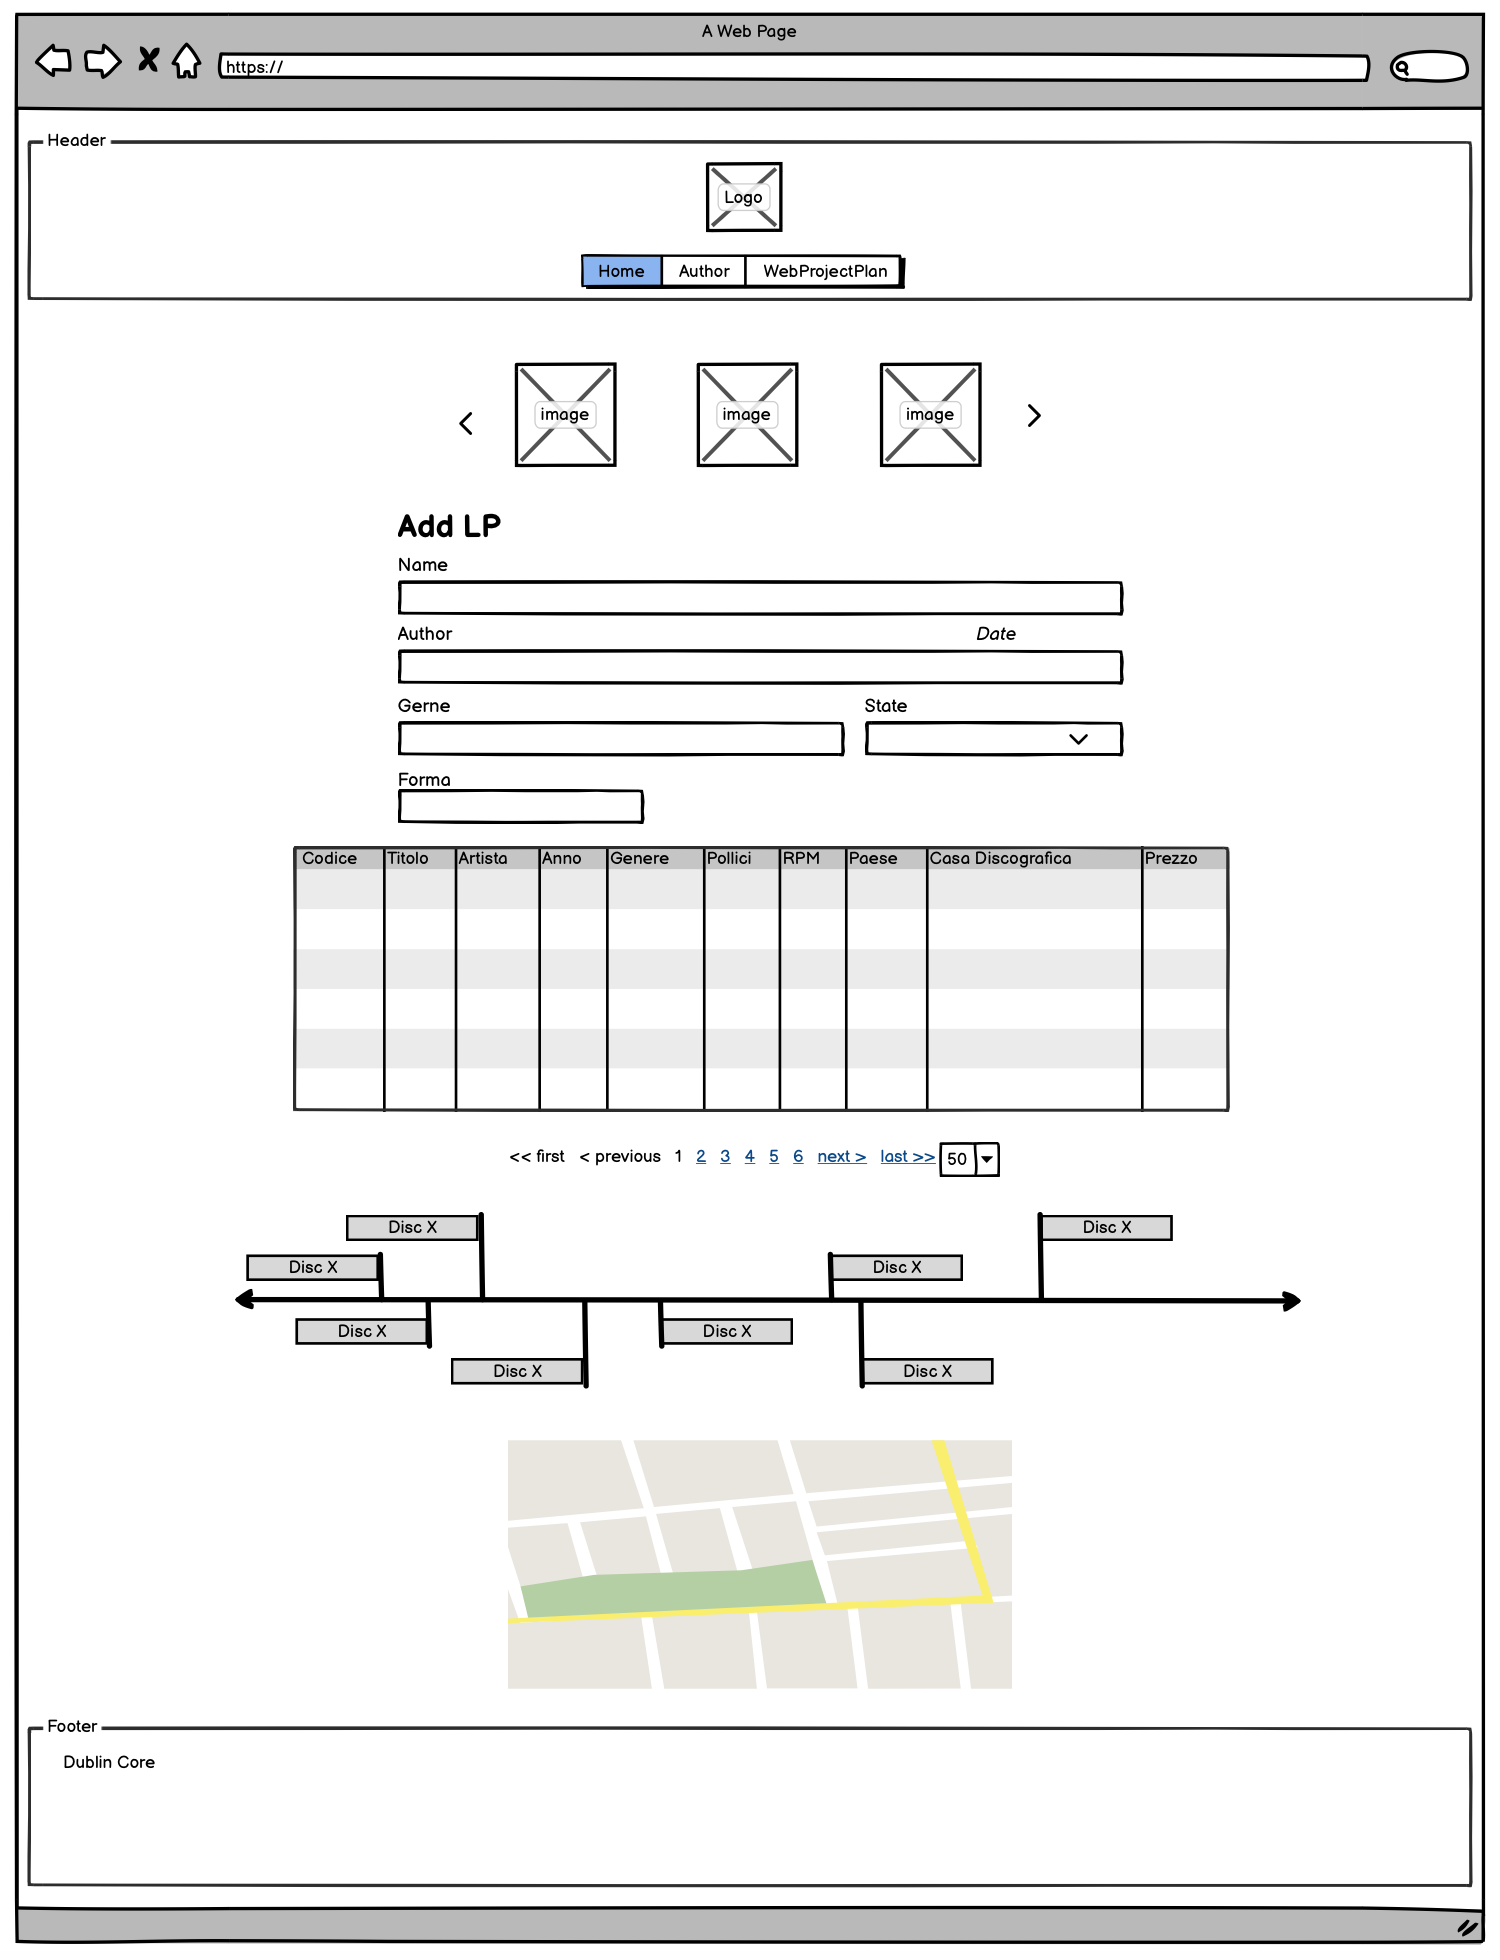 A Web Page
https://
Header
Logo
Home Author WebProjectPlan
image image image
Add LP
Name
Author Date
Gerne State
Forma
Codice Titolo Artista Anno Genere Pollici RPM Paese Casa Discografica Prezzo
<< first < previous 1 2 3 4 5 6 next > last >> 50
Disc X Disc X
Disc X Disc X
Disc X Disc X
Disc X Disc X
Footer
Dublin Core